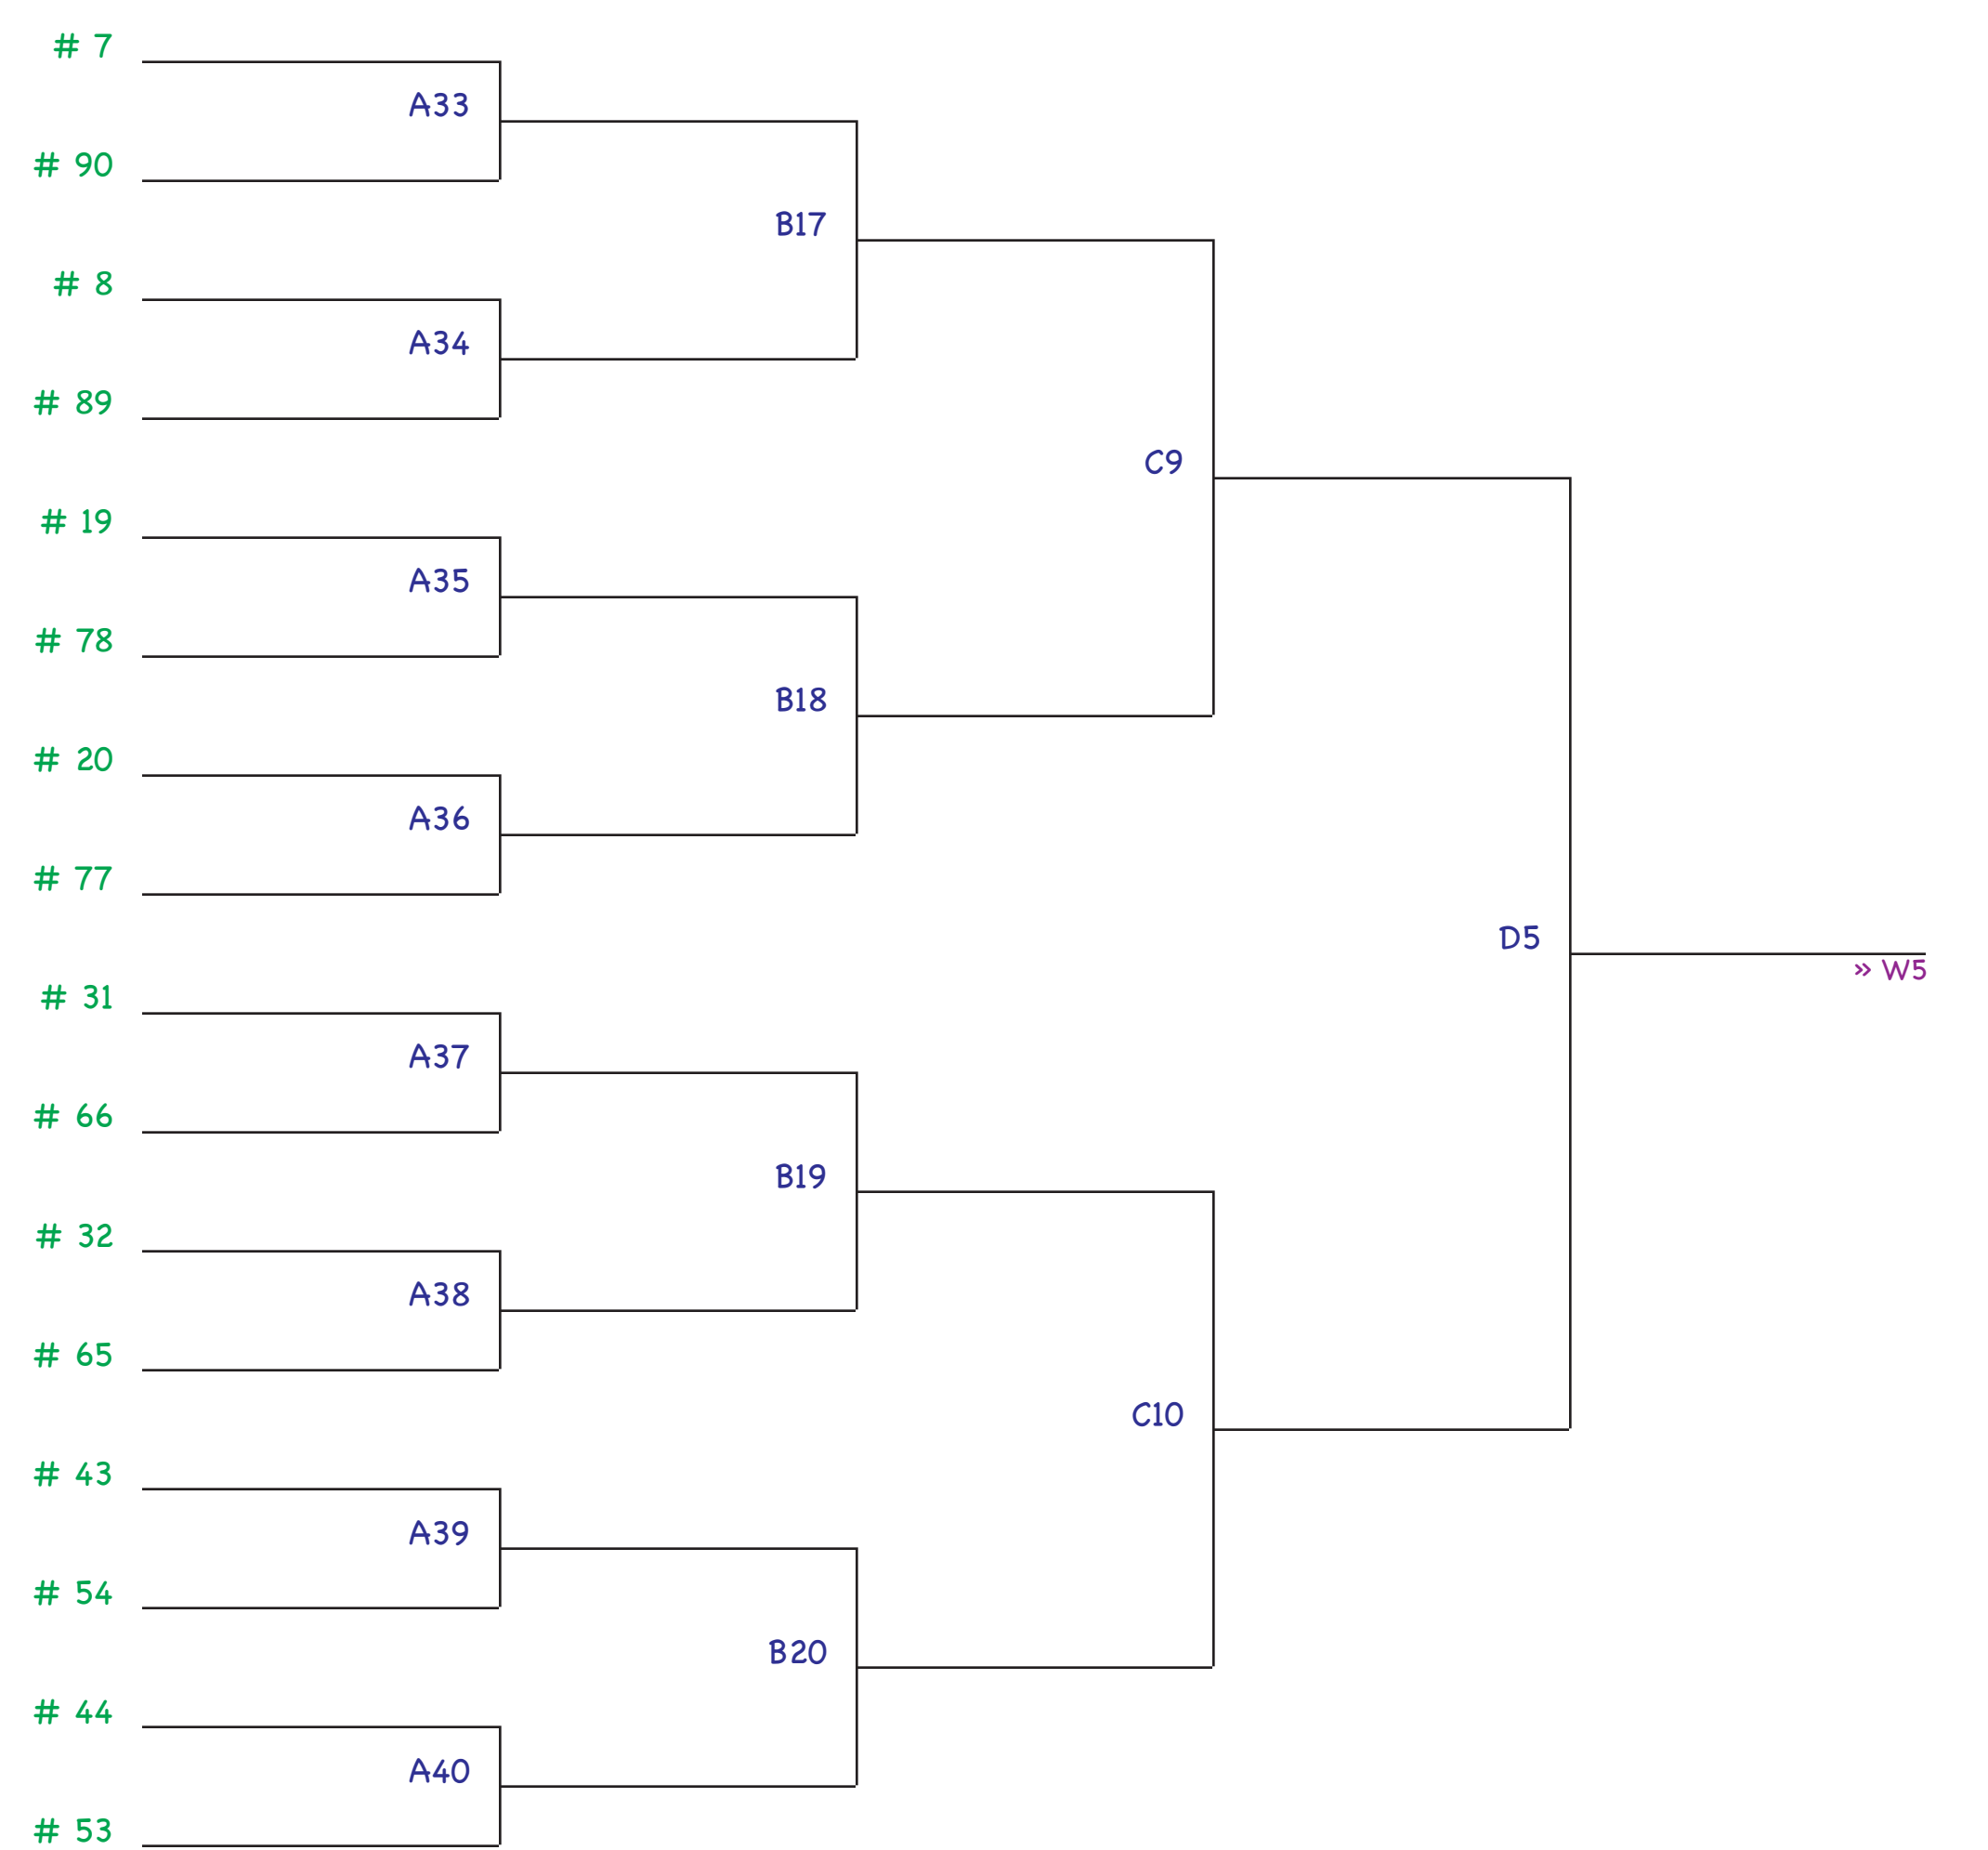 # 7
A33
# 90
B17
# 8
A34
# 89
C9
# 19
A35
# 78
B18
# 20
A36
# 77
D5
» W5
# 31
A37
# 66
B19
# 32
A38
# 65
C10
# 43
A39
# 54
B20
# 44
A40
# 53